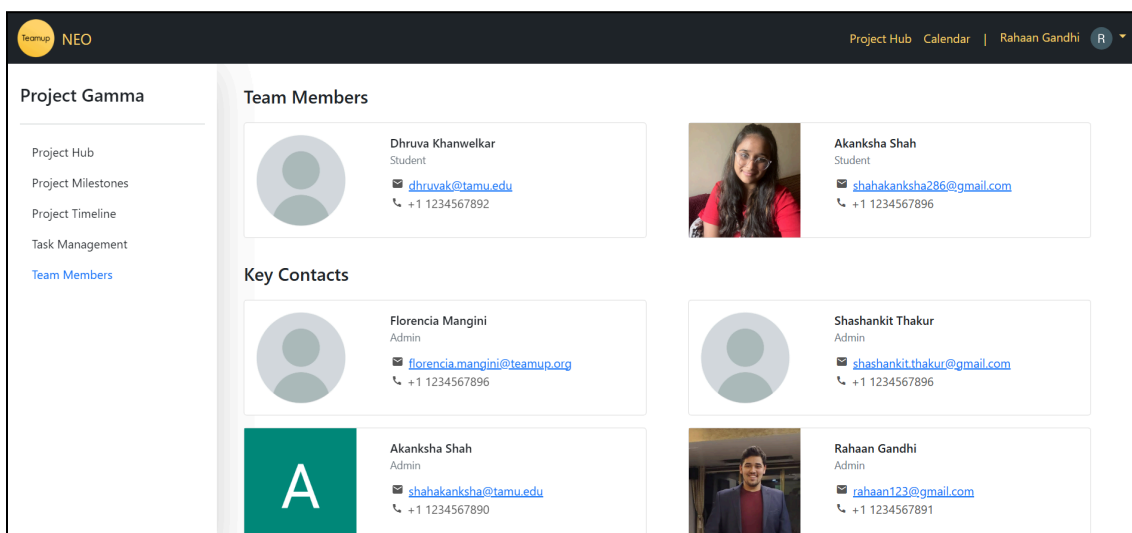 Teamup NEO
Project Hub Calendar | Rahaan Gandhi R
Project Gamma
Project Hub
Project Milestones
Project Timeline
Task Management
Team Members
Team Members
Dhruva Khanwelkar
Student
dhruvak@tamu.edu
+1 1234567892
Akanksha Shah
Student
shahakanksha286@gmail.com
+1 1234567896
Key Contacts
Florencia Mangini
Admin
florencia.mangini@teamup.org
+1 1234567896
Shashankit Thakur
Admin
shashankit.thakur@gmail.com
+1 1234567896
A
Akanksha Shah
Admin
shahakanksha@tamu.edu
+1 1234567890
Rahaan Gandhi
Admin
rahaan123@gmail.com
+1 1234567891